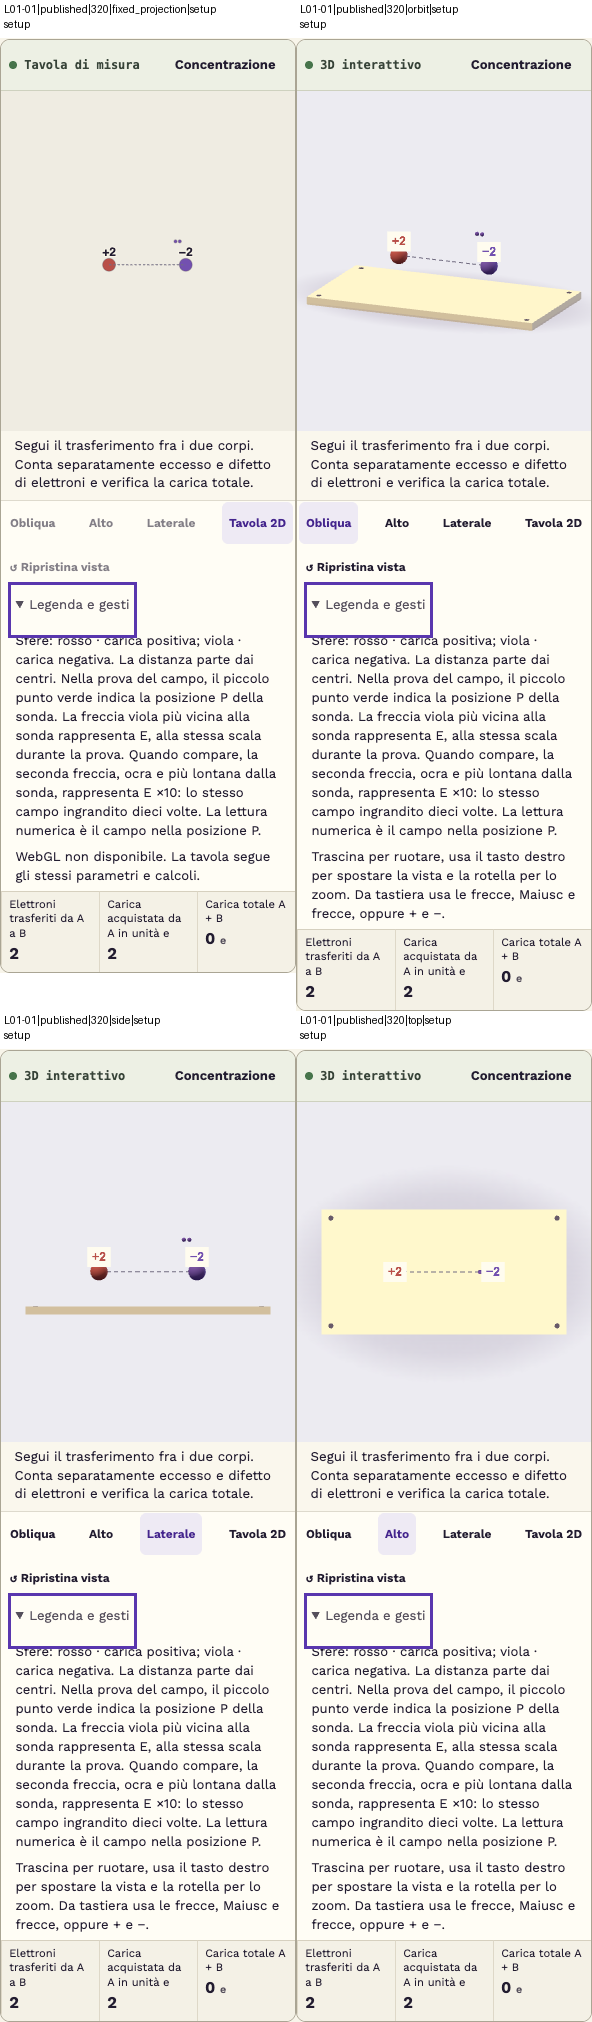 L01-01|published|320|fixed_projection|setup
setup
Tavola di misura
Concentrazione
+2
−2
Segui il trasferimento fra i due corpi.
Conta separatamente eccesso e difetto
di elettroni e verifica la carica totale.
Obliqua
Alto
Laterale
Tavola 2D
↺ Ripristina vista
▼ Legenda e gesti
Sfere: rosso · carica positiva; viola ·
carica negativa. La distanza parte dai
centri. Nella prova del campo, il piccolo
punto verde indica la posizione P della
sonda. La freccia viola più vicina alla
sonda rappresenta E, alla stessa scala
durante la prova. Quando compare, la
seconda freccia, ocra e più lontana dalla
sonda, rappresenta E ×10: lo stesso
campo ingrandito dieci volte. La lettura
numerica è il campo nella posizione P.
WebGL non disponibile. La tavola segue
gli stessi parametri e calcoli.
Elettroni
trasferiti da A
a B
2
Carica
acquistata da
A in unità e
2
Carica totale A
+ B
0 e
L01-01|published|320|orbit|setup
setup
3D interattivo
Concentrazione
+2
−2
Segui il trasferimento fra i due corpi.
Conta separatamente eccesso e difetto
di elettroni e verifica la carica totale.
Obliqua
Alto
Laterale
Tavola 2D
↺ Ripristina vista
▼ Legenda e gesti
Sfere: rosso · carica positiva; viola ·
carica negativa. La distanza parte dai
centri. Nella prova del campo, il piccolo
punto verde indica la posizione P della
sonda. La freccia viola più vicina alla
sonda rappresenta E, alla stessa scala
durante la prova. Quando compare, la
seconda freccia, ocra e più lontana dalla
sonda, rappresenta E ×10: lo stesso
campo ingrandito dieci volte. La lettura
numerica è il campo nella posizione P.
Trascina per ruotare, usa il tasto destro
per spostare la vista e la rotella per lo
zoom. Da tastiera usa le frecce, Maiusc e
frecce, oppure + e −.
Elettroni
trasferiti da A
a B
2
Carica
acquistata da
A in unità e
2
Carica totale A
+ B
0 e
L01-01|published|320|side|setup
setup
3D interattivo
Concentrazione
+2
−2
Segui il trasferimento fra i due corpi.
Conta separatamente eccesso e difetto
di elettroni e verifica la carica totale.
Obliqua
Alto
Laterale
Tavola 2D
↺ Ripristina vista
▼ Legenda e gesti
Sfere: rosso · carica positiva; viola ·
carica negativa. La distanza parte dai
centri. Nella prova del campo, il piccolo
punto verde indica la posizione P della
sonda. La freccia viola più vicina alla
sonda rappresenta E, alla stessa scala
durante la prova. Quando compare, la
seconda freccia, ocra e più lontana dalla
sonda, rappresenta E ×10: lo stesso
campo ingrandito dieci volte. La lettura
numerica è il campo nella posizione P.
Trascina per ruotare, usa il tasto destro
per spostare la vista e la rotella per lo
zoom. Da tastiera usa le frecce, Maiusc e
frecce, oppure + e −.
Elettroni
trasferiti da A
a B
2
Carica
acquistata da
A in unità e
2
Carica totale A
+ B
0 e
L01-01|published|320|top|setup
setup
3D interattivo
Concentrazione
+2
−2
Segui il trasferimento fra i due corpi.
Conta separatamente eccesso e difetto
di elettroni e verifica la carica totale.
Obliqua
Alto
Laterale
Tavola 2D
↺ Ripristina vista
▼ Legenda e gesti
Sfere: rosso · carica positiva; viola ·
carica negativa. La distanza parte dai
centri. Nella prova del campo, il piccolo
punto verde indica la posizione P della
sonda. La freccia viola più vicina alla
sonda rappresenta E, alla stessa scala
durante la prova. Quando compare, la
seconda freccia, ocra e più lontana dalla
sonda, rappresenta E ×10: lo stesso
campo ingrandito dieci volte. La lettura
numerica è il campo nella posizione P.
Trascina per ruotare, usa il tasto destro
per spostare la vista e la rotella per lo
zoom. Da tastiera usa le frecce, Maiusc e
frecce, oppure + e −.
Elettroni
trasferiti da A
a B
2
Carica
acquistata da
A in unità e
2
Carica totale A
+ B
0 e